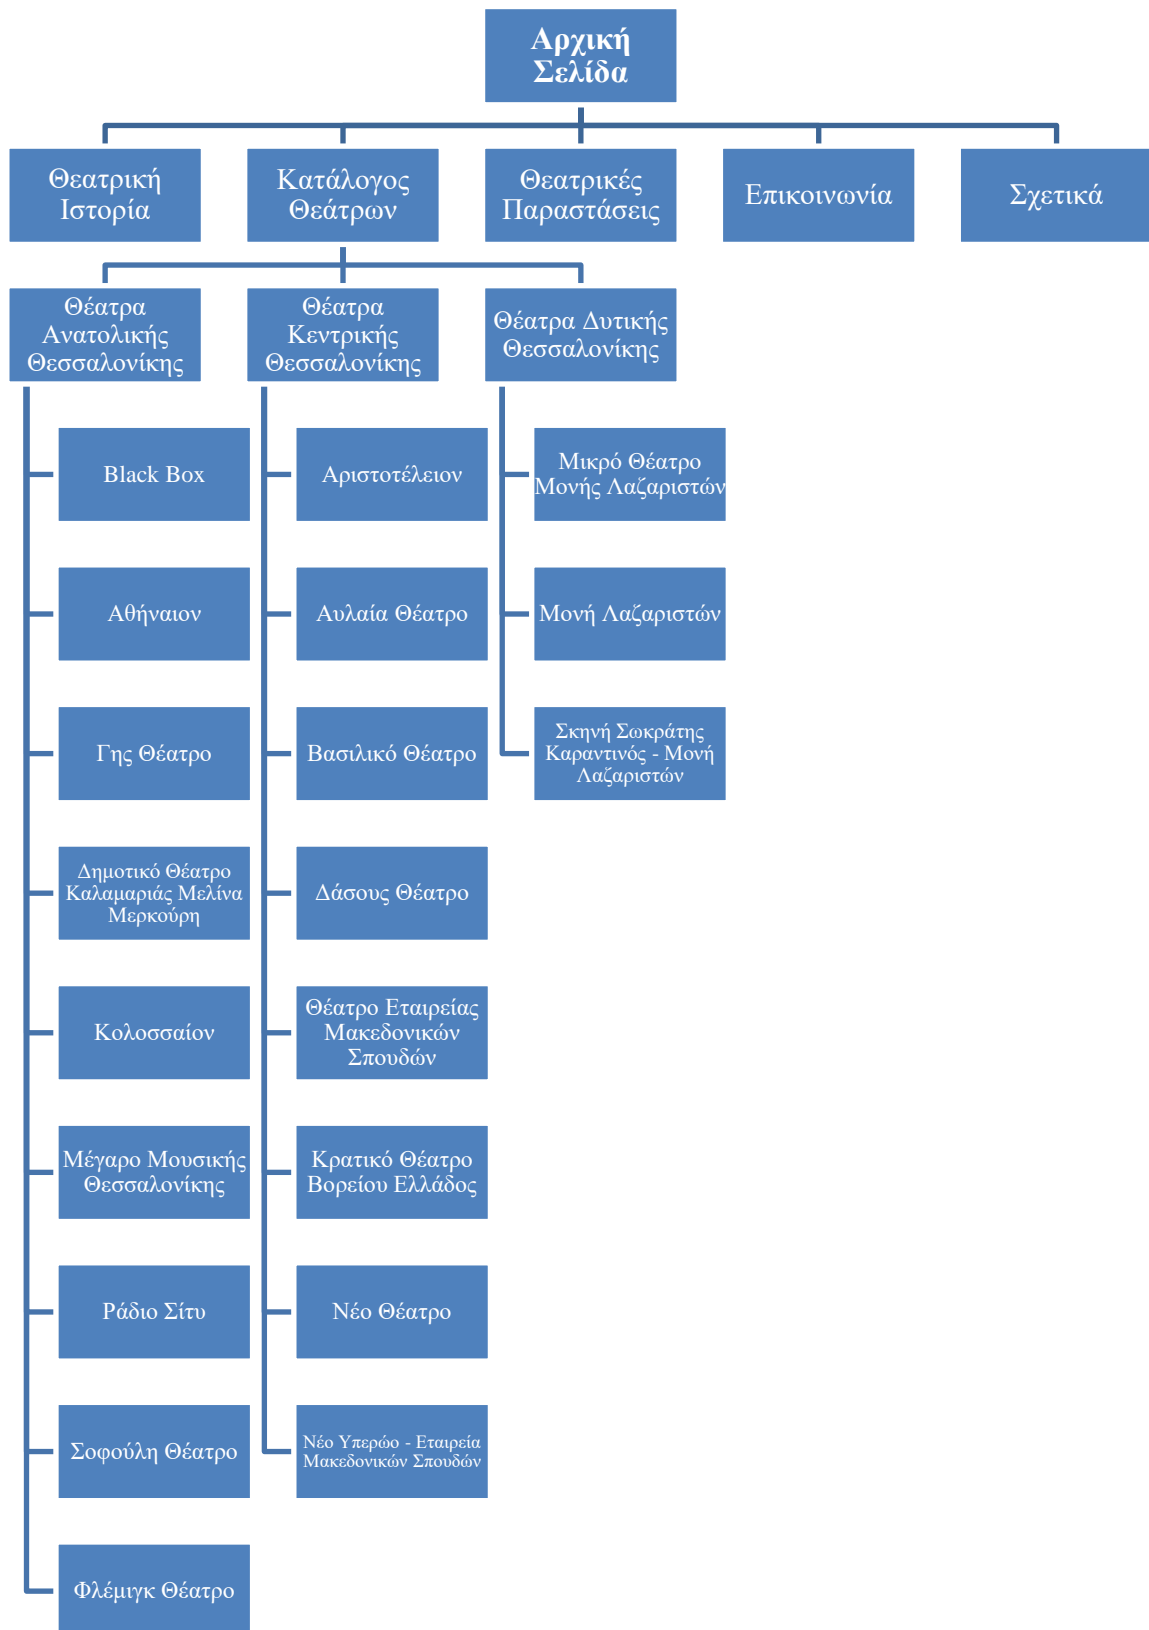 Αρχική
Σελίδα
Θεατρική
Ιστορία
Κατάλογος
Θεάτρων
Θεατρικές
Παραστάσεις
Επικοινωνία
Σχετικά
Θέατρα
Ανατολικής
Θεσσαλονίκης
Θέατρα
Κεντρικής
Θεσσαλονίκης
Θέατρα Δυτικής
Θεσσαλονίκης
Black Box
Αθήναιον
Γης Θέατρο
Δημοτικό Θέατρο
Καλαμαριάς Μελίνα
Μερκούρη
Κολοσσαίον
Μέγαρο Μουσικής
Θεσσαλονίκης
Ράδιο Σίτυ
Σοφούλη Θέατρο
Φλέμιγκ Θέατρο
Αριστοτέλειον
Αυλαία Θέατρο
Βασιλικό Θέατρο
Δάσους Θέατρο
Θέατρο Εταιρείας
Μακεδονικών
Σπουδών
Κρατικό Θέατρο
Βορείου Ελλάδος
Νέο Θέατρο
Νέο Υπερώο - Εταιρεία
Μακεδονικών Σπουδών
Μικρό Θέατρο
Μονής Λαζαριστών
Μονή Λαζαριστών
Σκηνή Σωκράτης
Καραντινός - Μονή
Λαζαριστών